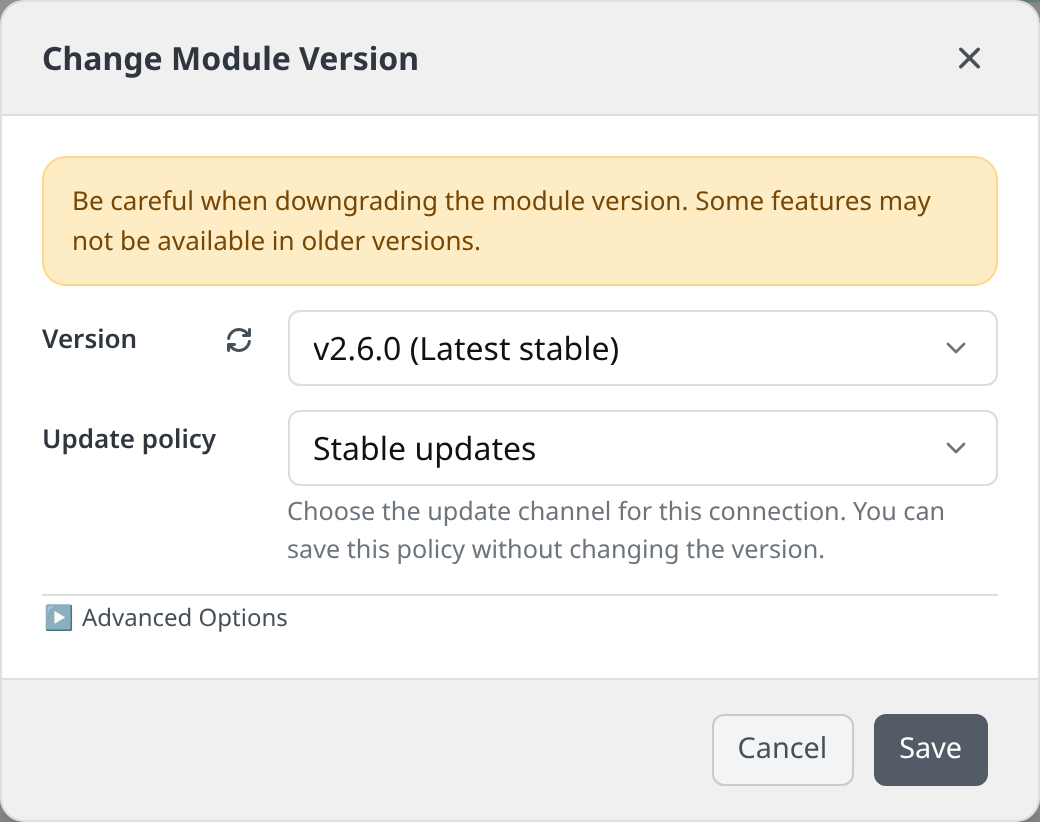 Change Module Version
Be careful when downgrading the module version. Some features may
not be available in older versions.
Version
v2.6.0 (Latest stable)
Update policy
Stable updates
Choose the update channel for this connection. You can
save this policy without changing the version.
Advanced Options
Cancel
Save